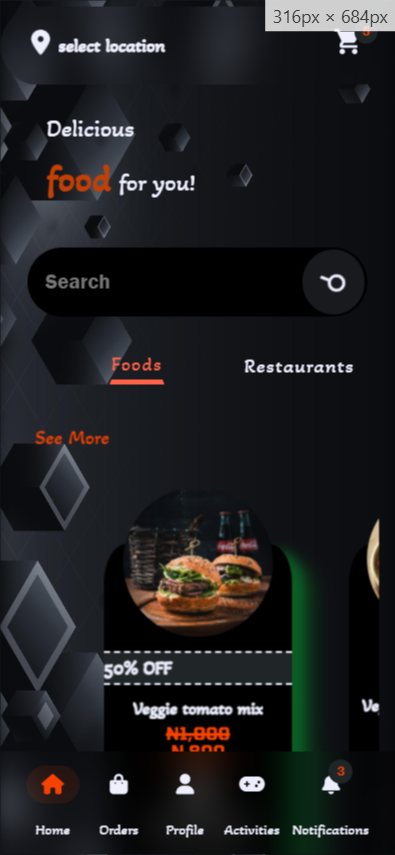 316px × 684px
select location
5
Delicious
food for you!
Search
Foods
Restaurants
See More
50% OFF
Veggie tomato mix
Ve
N1,000
N 800
3
Home
Orders
Profile
Activities
Notifications